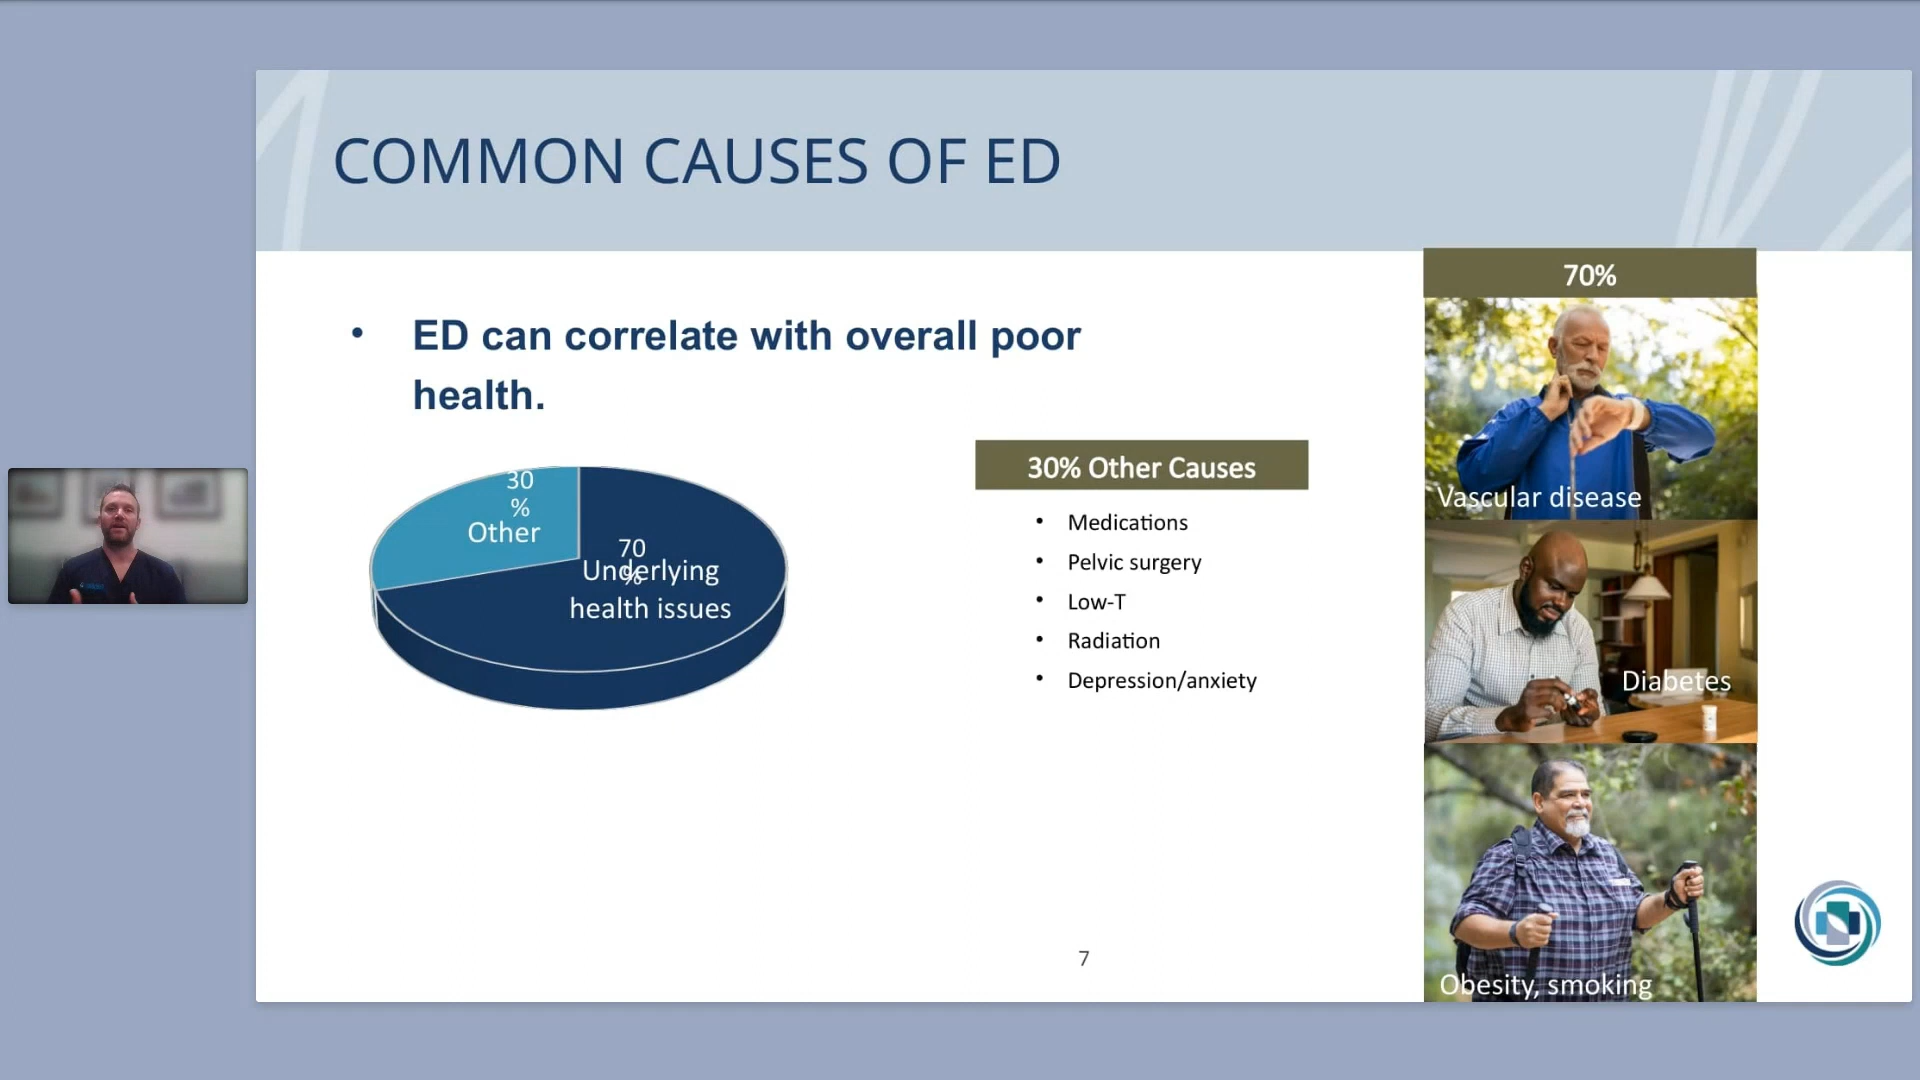 COMMON CAUSES OF ED
• ED can correlate with overall poor
health.
30
%
Other
70
%
Underlying
health issues
30% Other Causes
• Medications
• Pelvic surgery
• Low-T
• Radiation
• Depression/anxiety
70%
Vascular disease
Diabetes
Obesity, smoking
7